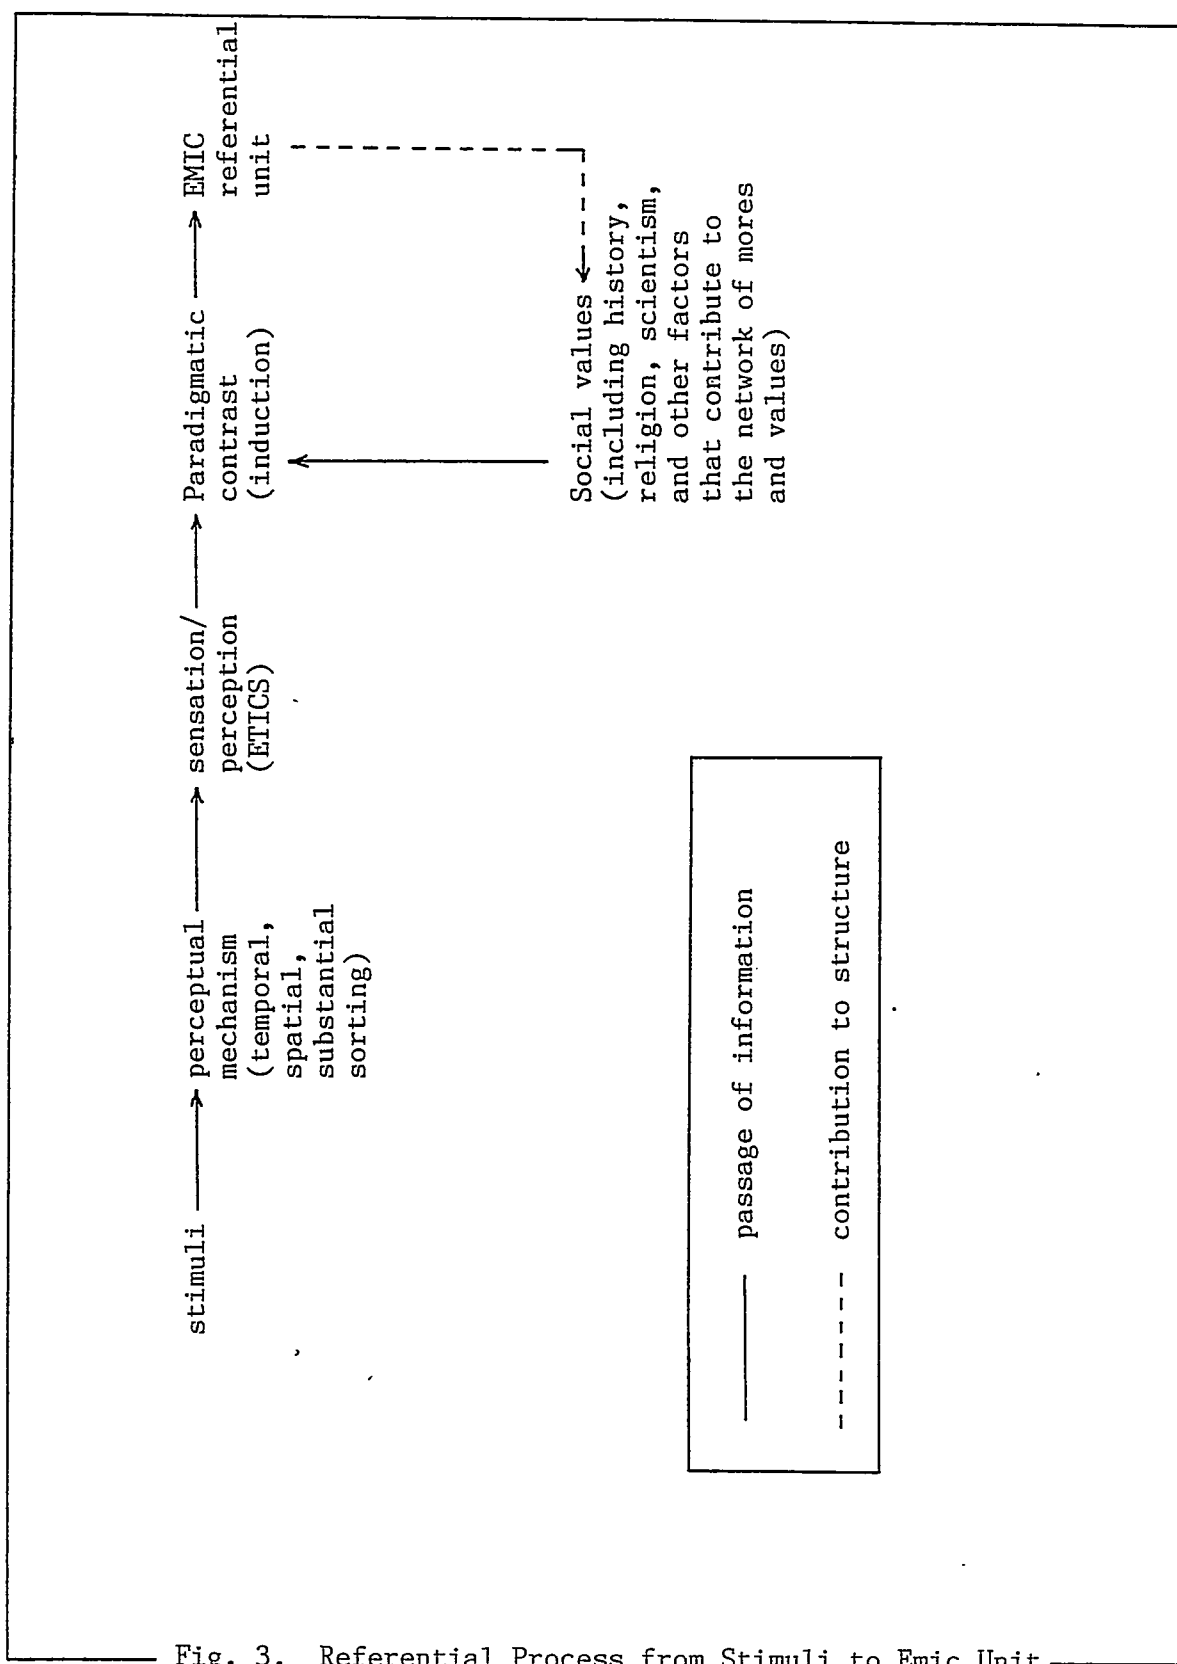 stimuli
perceptual
mechanism
(temporal,
spatial,
substantial
sorting)
sensation/
perception
(ETICS)
Paradigmatic
contrast
(induction)
EMIC
referential
unit
Social values
(including history,
religion, scientism,
and other factors
that contribute to
the network of mores
and values)
passage of information
contribution to structure
Fig. 3. Referential Process from Stimuli to Emic Unit